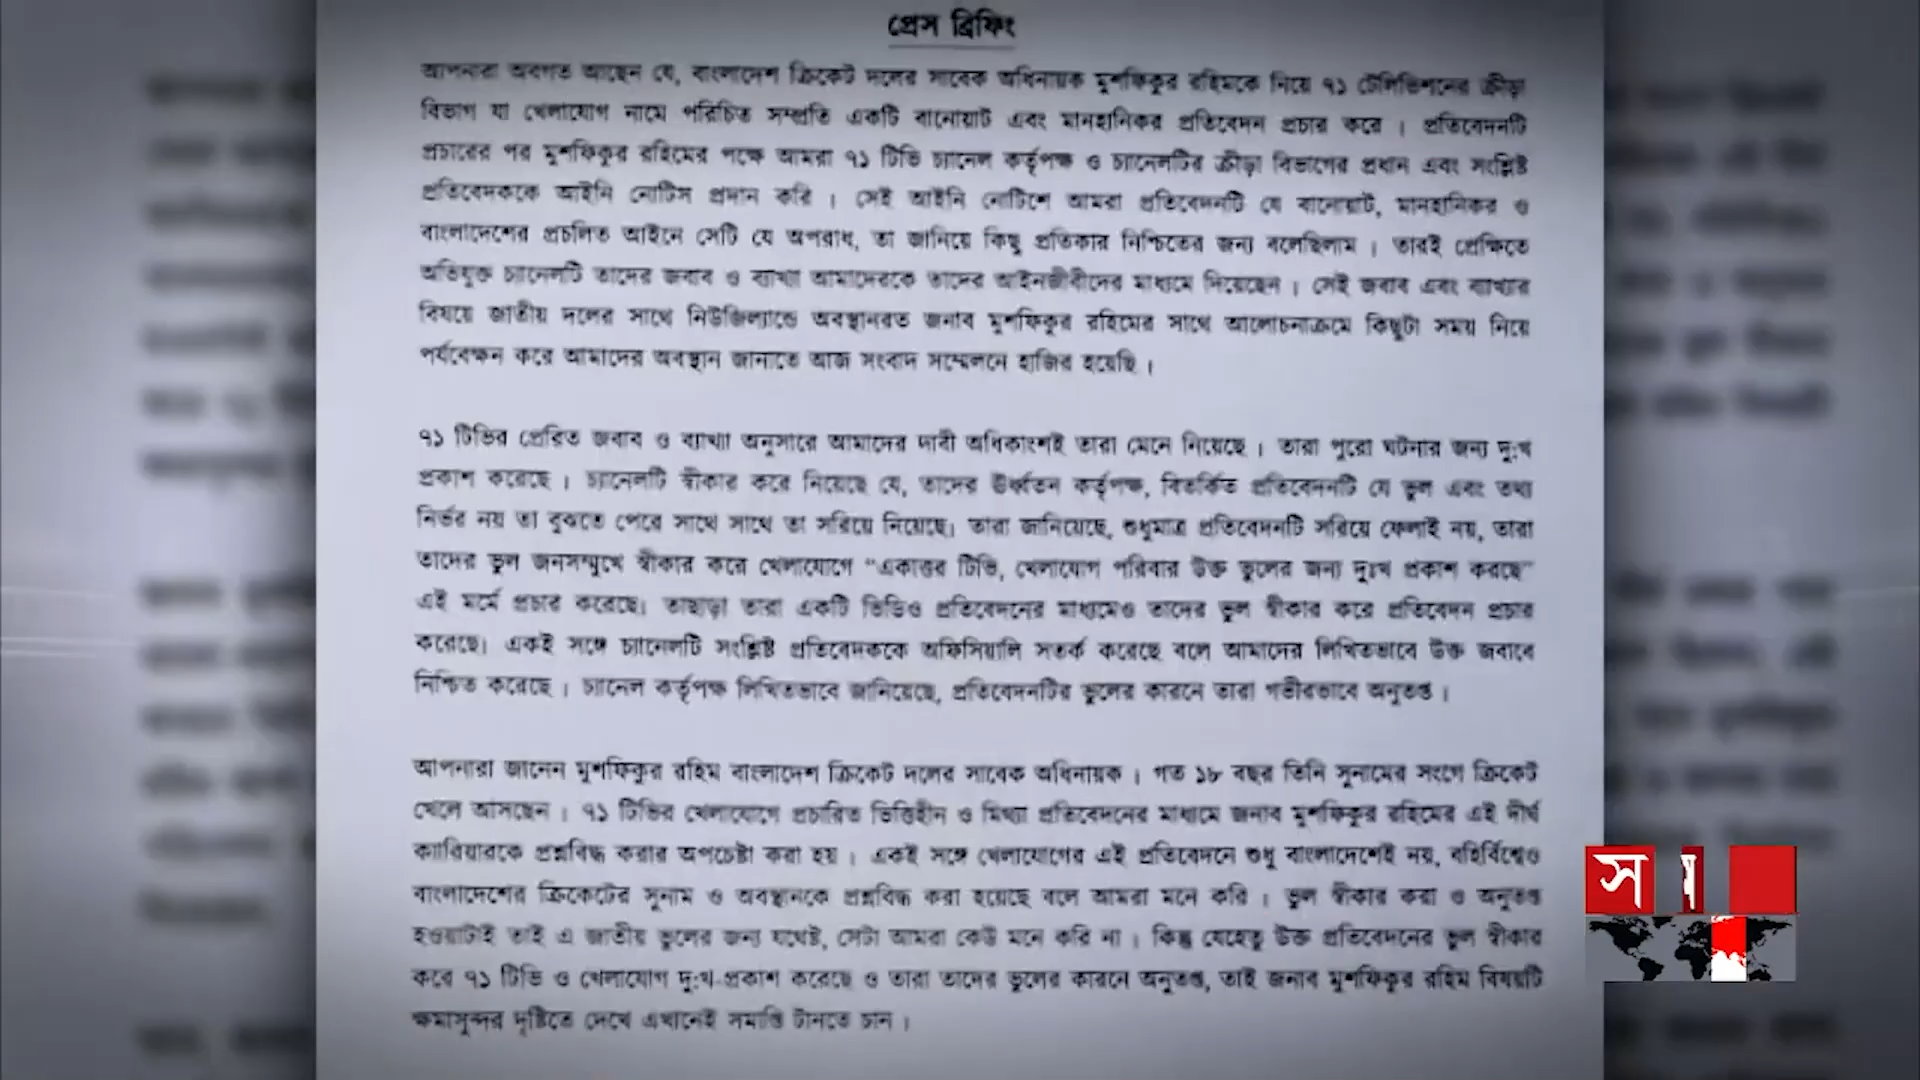 প্রেস ব্রিফিং
আপনারা অবগত আছেন যে, বাংলাদেশ ক্রিকেট দলের সাবেক অধিনায়ক মুশফিকুর রহিমকে নিয়ে ৭১ টেলিভিশনের ক্রীড়া
বিভাগ যা খেলাযোগ নামে পরিচিত সম্প্রতি একটি বানোয়াট এবং মানহানিকর প্রতিবেদন প্রচার করে । প্রতিবেদনটি
প্রচারের পর মুশফিকুর রহিমের পক্ষে আমরা ৭১ টিভি চ্যানেল কর্তৃপক্ষ ও চ্যানেলটির ক্রীড়া বিভাগের প্রধান এবং সংশ্লিষ্ট
প্রতিবেদককে আইনি নোটিস প্রদান করি । সেই আইনি নোটিশে আমরা প্রতিবেদনটি যে বানোয়াট, মানহানিকর ও
বাংলাদেশের প্রচলিত আইনে সেটি যে অপরাধ, তা জানিয়ে কিছু প্রতিকার নিশ্চিতের জন্য বলেছিলাম । তারই প্রেক্ষিতে
অভিযুক্ত চ্যানেলটি তাদের জবাব ও ব্যাখ্যা আমাদেরকে তাদের আইনজীবীদের মাধ্যমে দিয়েছেন । সেই জবাব এবং ব্যাখ্যার
বিষয়ে জাতীয় দলের সাথে নিউজিল্যান্ডে অবস্থানরত জনাব মুশফিকুর রহিমের সাথে আলোচনাক্রমে কিছুটা সময় নিয়ে
পর্যবেক্ষন করে আমাদের অবস্থান জানাতে আজ সংবাদ সম্মেলনে হাজির হয়েছি ।
৭১ টিভির প্রেরিত জবাব ও ব্যাখ্যা অনুসারে আমাদের দাবী অধিকাংশই তারা মেনে নিয়েছে । তারা পুরো ঘটনার জন্য দু:খ
প্রকাশ করেছে । চ্যানেলটি স্বীকার করে নিয়েছে যে, তাদের উর্ধ্বতন কর্তৃপক্ষ, বিতর্কিত প্রতিবেদনটি যে ভুল এবং তথ্য
নির্ভর নয় তা বুঝতে পেরে সাথে সাথে তা সরিয়ে নিয়েছে। তারা জানিয়েছে, শুধুমাত্র প্রতিবেদনটি সরিয়ে ফেলাই নয়, তারা
তাদের ভুল জনসম্মুখে স্বীকার করে খেলাযোগে “একাত্তর টিভি, খেলাযোগ পরিবার উক্ত ভুলের জন্য দুঃখ প্রকাশ করছে”
এই মর্মে প্রচার করেছে। তাছাড়া তারা একটি ভিডিও প্রতিবেদনের মাধ্যমেও তাদের ভুল স্বীকার করে প্রতিবেদন প্রচার
করেছে। একই সঙ্গে চ্যানেলটি সংশ্লিষ্ট প্রতিবেদককে অফিসিয়ালি সতর্ক করেছে বলে আমাদের লিখিতভাবে উক্ত জবাবে
নিশ্চিত করেছে । চ্যানেল কর্তৃপক্ষ লিখিতভাবে জানিয়েছে, প্রতিবেদনটির ভুলের কারনে তারা গভীরভাবে অনুতপ্ত ।
আপনারা জানেন মুশফিকুর রহিম বাংলাদেশ ক্রিকেট দলের সাবেক অধিনায়ক । গত ১৮ বছর তিনি সুনামের সংগে ক্রিকেট
খেলে আসছেন । ৭১ টিভির খেলাযোগে প্রচারিত ভিত্তিহীন ও মিথ্যা প্রতিবেদনের মাধ্যমে জনাব মুশফিকুর রহিমের এই দীর্ঘ
ক্যারিয়ারকে প্রশ্নবিদ্ধ করার অপচেষ্টা করা হয় । একই সঙ্গে খেলাযোগের এই প্রতিবেদনে শুধু বাংলাদেশেই নয়, বহির্বিশ্বেও
বাংলাদেশের ক্রিকেটের সুনাম ও অবস্থানকে প্রশ্নবিদ্ধ করা হয়েছে বলে আমরা মনে করি । ভুল স্বীকার করা ও অনুতপ্ত
হওয়াটাই তাই এ জাতীয় ভুলের জন্য যথেষ্ট, সেটা আমরা কেউ মনে করি না । কিন্তু যেহেতু উক্ত প্রতিবেদনের ভুল স্বীকার
করে ৭১ টিভি ও খেলাযোগ দু:খ-প্রকাশ করেছে ও তারা তাদের ভুলের কারনে অনুতপ্ত, তাই জনাব মুশফিকুর রহিম বিষয়টি
ক্ষমাসুন্দর দৃষ্টিতে দেখে এখানেই সমাপ্তি টানতে চান ।
স ম